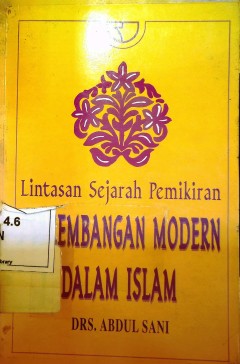 Lintasan Sejarah Pemikiran
EMBANGAN MODERN
DALAM ISLAM
DRS. ABDUL SANI
4.6
N